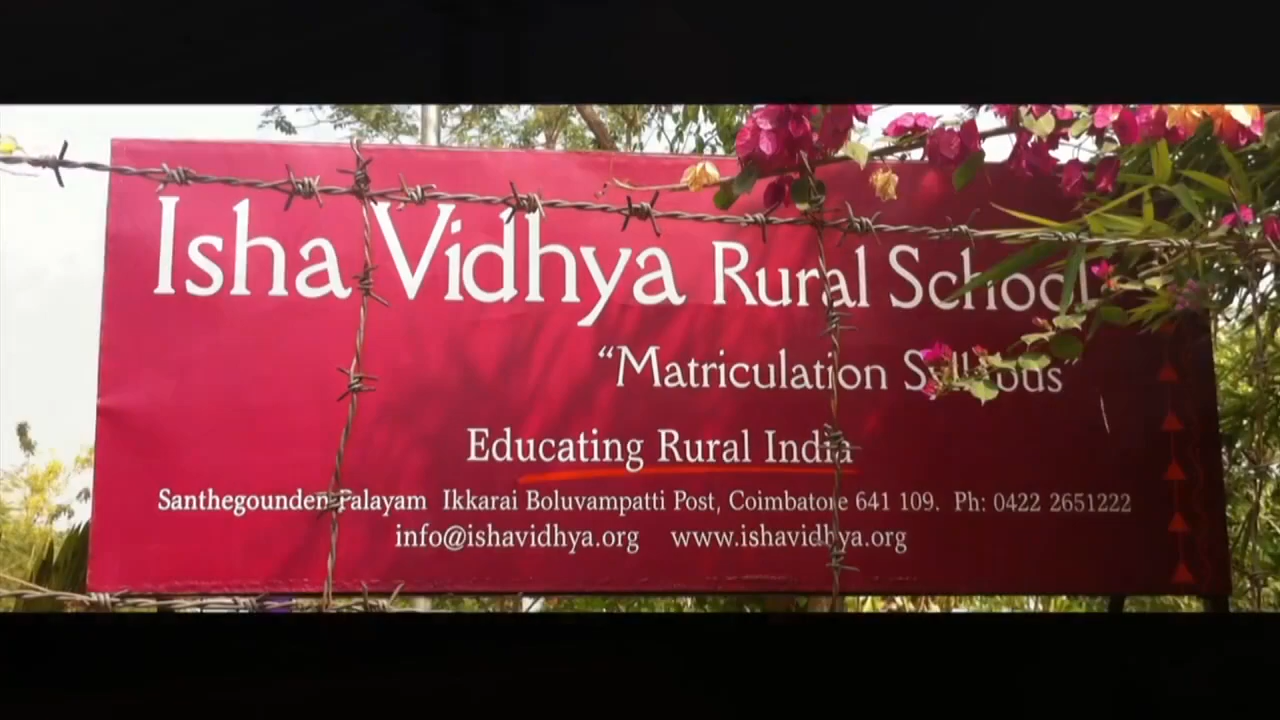 Isha Vidhya Rural School
“Matriculation Syllabus”
Educating Rural India
Santhegounden Palayam Ikkarai Boluvampatti Post, Coimbatore 641 109. Ph: 0422 2651222
info@ishavidhya.org www.ishavidhya.org